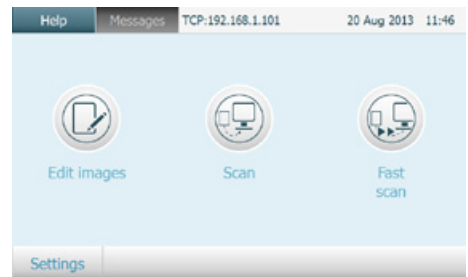 Help Messages TCP:192.168.1.101 20 Aug 2013 11:46
Edit images Scan Fast
scan
Settings